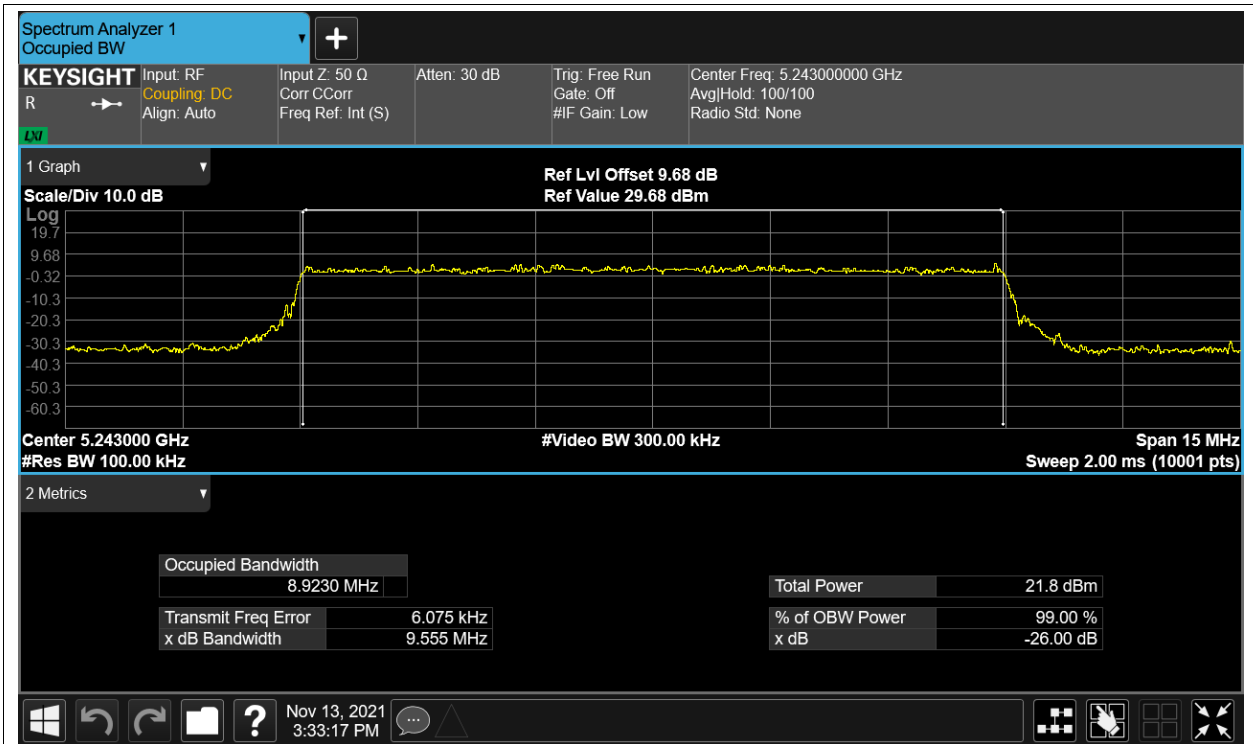 Spectrum Analyzer 1
Occupied BW
▼
+
KEYSIGHT Input: RF Input Z: 50 Ω Atten: 30 dB Trig: Free Run Center Freq: 5.243000000 GHz
R Coupling: DC Corr CCorr Gate: Off Avg|Hold: 100/100
Align: Auto Freq Ref: Int (S) #IF Gain: Low Radio Std: None
LXI
1 Graph ▼
Ref Lvl Offset 9.68 dB
Scale/Div 10.0 dB Ref Value 29.68 dBm
Log
19.7
9.68
-0.32
-10.3
-20.3
-30.3
-40.3
-50.3
-60.3
Center 5.243000 GHz #Video BW 300.00 kHz Span 15 MHz
#Res BW 100.00 kHz Sweep 2.00 ms (10001 pts)
2 Metrics ▼
Occupied Bandwidth
8.9230 MHz Total Power 21.8 dBm
Transmit Freq Error 6.075 kHz % of OBW Power 99.00 %
x dB Bandwidth 9.555 MHz x dB -26.00 dB
? Nov 13, 2021
3:33:17 PM